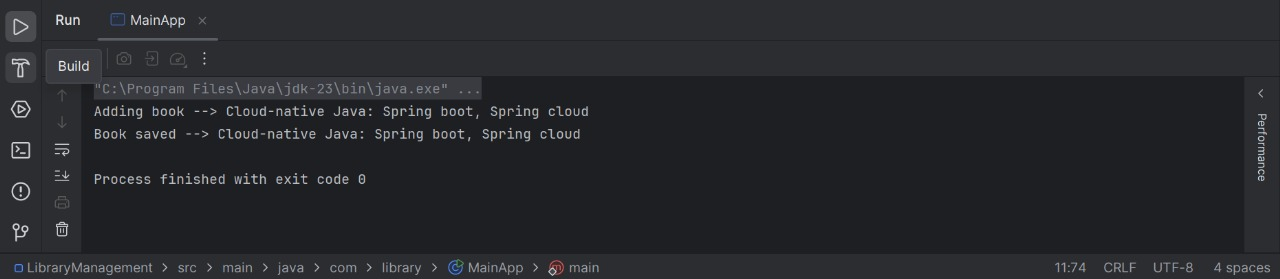 Run MainApp
Build
"C:\Program Files\Java\jdk-23\bin\java.exe" ...
Adding book --> Cloud-native Java: Spring boot, Spring cloud
Book saved --> Cloud-native Java: Spring boot, Spring cloud
Process finished with exit code 0
Performance
LibraryManagement > src > main > java > com > library > MainApp > main 11:74 CRLF UTF-8 4 spaces